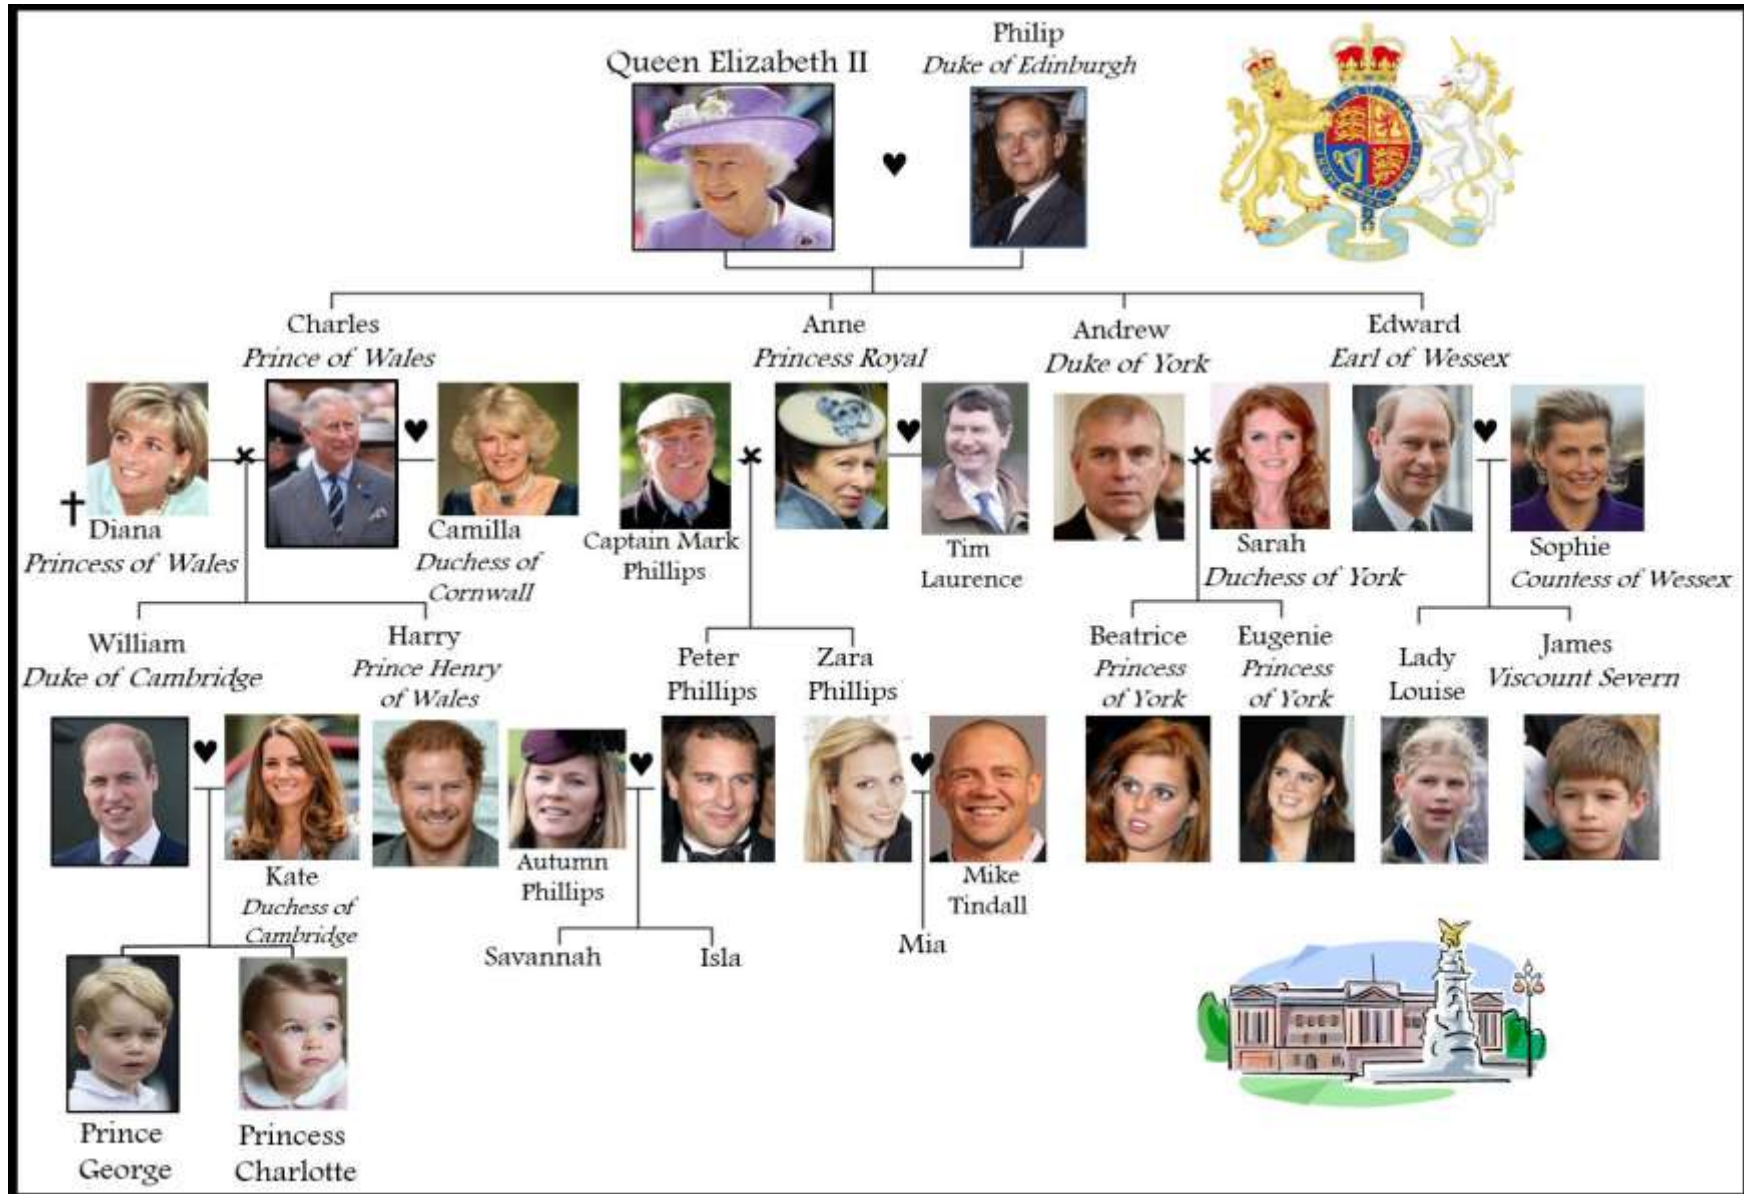 Queen Elizabeth II
Philip
Duke of Edinburgh
Charles
Prince of Wales
Anne
Princess Royal
Andrew
Duke of York
Edward
Earl of Wessex
Diana
Princess of Wales
Camilla
Duchess of
Cornwall
Captain Mark
Phillips
Tim
Laurence
Sarah
Duchess of York
Sophie
Countess of Wessex
William
Duke of Cambridge
Harry
Prince Henry
of Wales
Peter
Phillips
Zara
Phillips
Beatrice
Princess
of York
Eugenie
Princess
of York
Lady
Louise
James
Viscount Severn
Kate
Duchess of
Cambridge
Autumn
Phillips
Mike
Tindall
Savannah
Isla
Mia
Prince
George
Princess
Charlotte